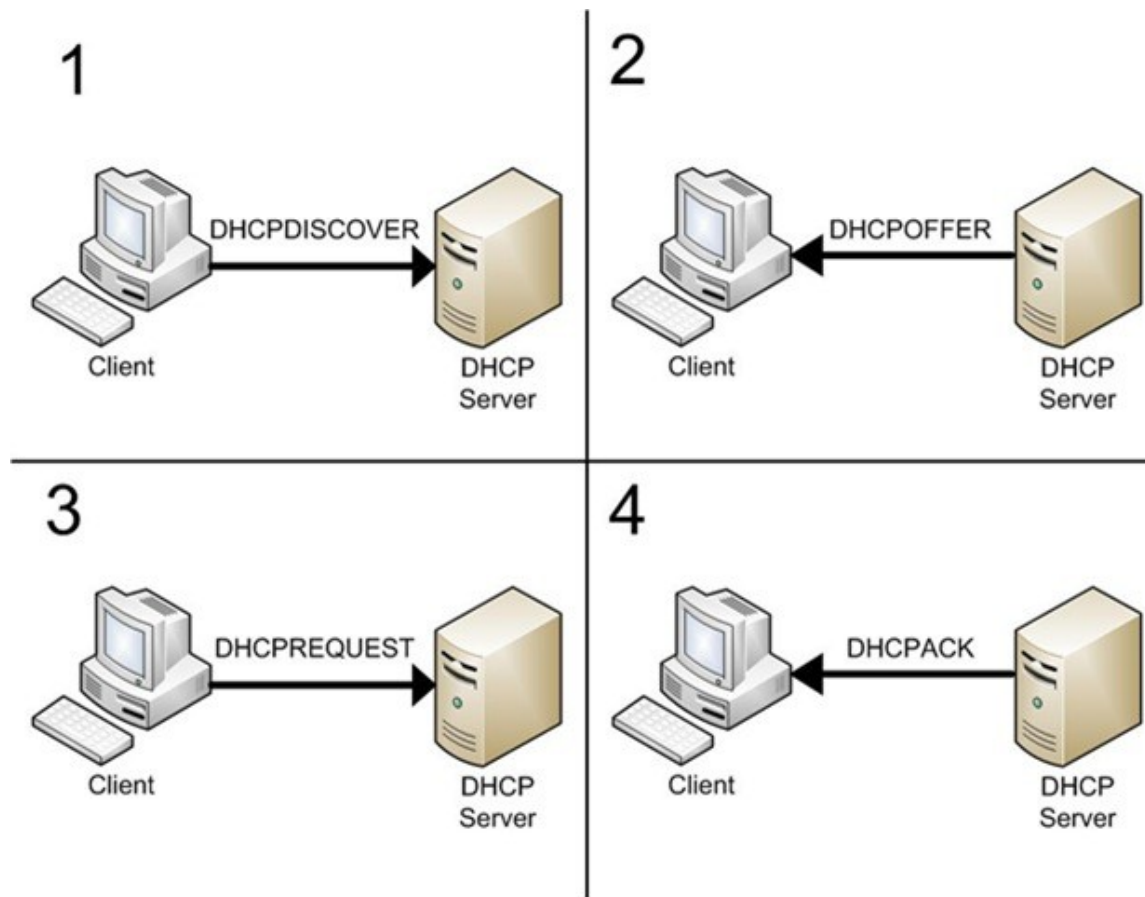 1
DHCPDISCOVER
Client
DHCP
Server
2
DHCPOFFER
Client
DHCP
Server
3
DHCPREQUEST
Client
DHCP
Server
4
DHCPACK
Client
DHCP
Server